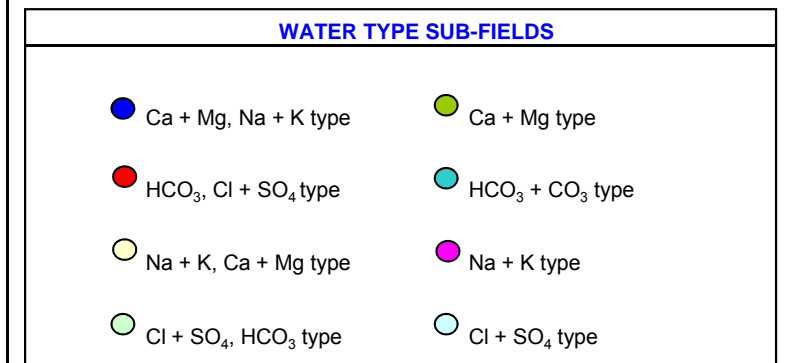 WATER TYPE SUB-FIELDS
Ca + Mg, Na + K type
Ca + Mg type
HCO₃, Cl + SO₄ type
HCO₃ + CO₃ type
Na + K, Ca + Mg type
Na + K type
Cl + SO₄, HCO₃ type
Cl + SO₄ type